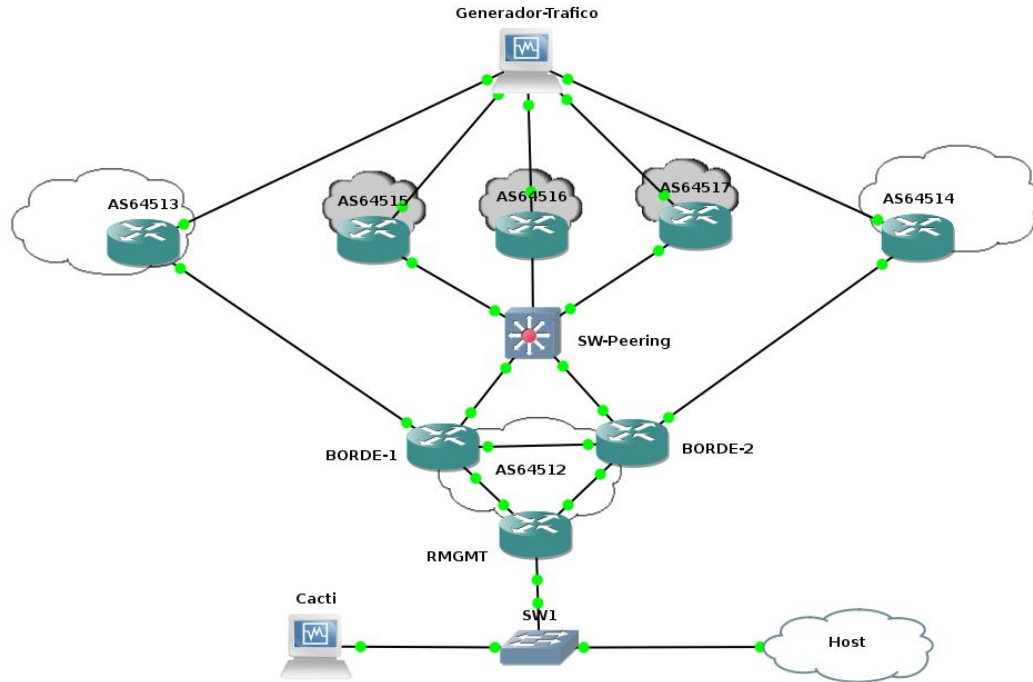 Generador-Trafico
AS64513
AS64515
AS64516
AS64517
AS64514
SW-Peering
BORDE-1
AS64512
BORDE-2
RMGMT
Cacti
SW1
Host